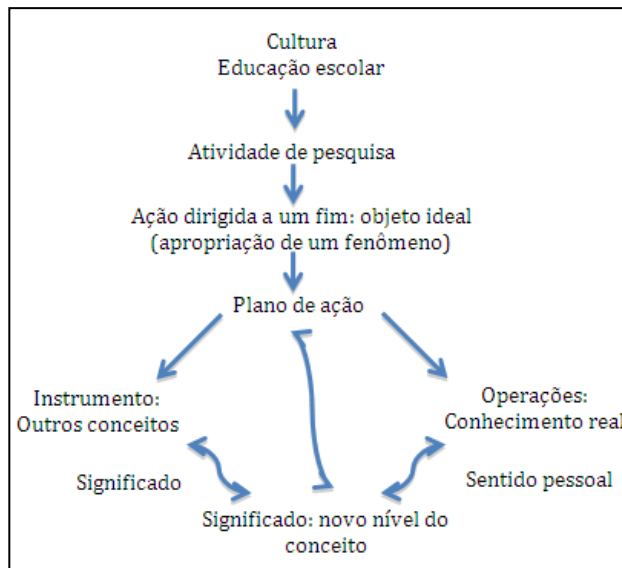 Cultura
Educação escolar
Atividade de pesquisa
Ação dirigida a um fim: objeto ideal
(apropriação de um fenômeno)
Plano de ação
Instrumento:
Outros conceitos
Operações:
Conhecimento real
Significado
Sentido pessoal
Significado: novo nível do
conceito